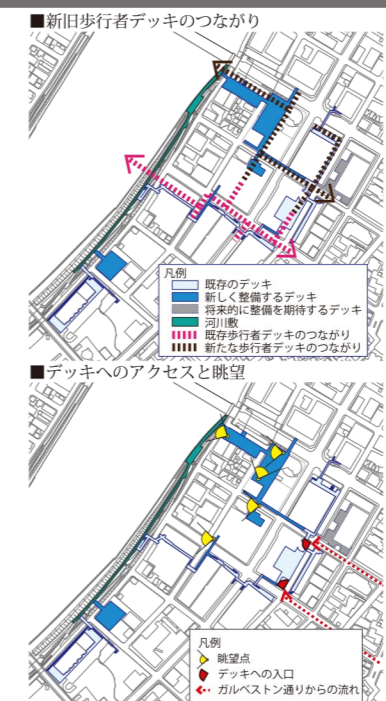 ■新旧歩行者デッキのつながり
凡例
既存のデッキ
新しく整備するデッキ
将来的に整備を期待するデッキ
河川敷
既存歩行者デッキのつながり
新たな歩行者デッキのつながり
■デッキへのアクセスと眺望
凡例
眺望点
デッキへの入口
ガルベストン通りからの流れ